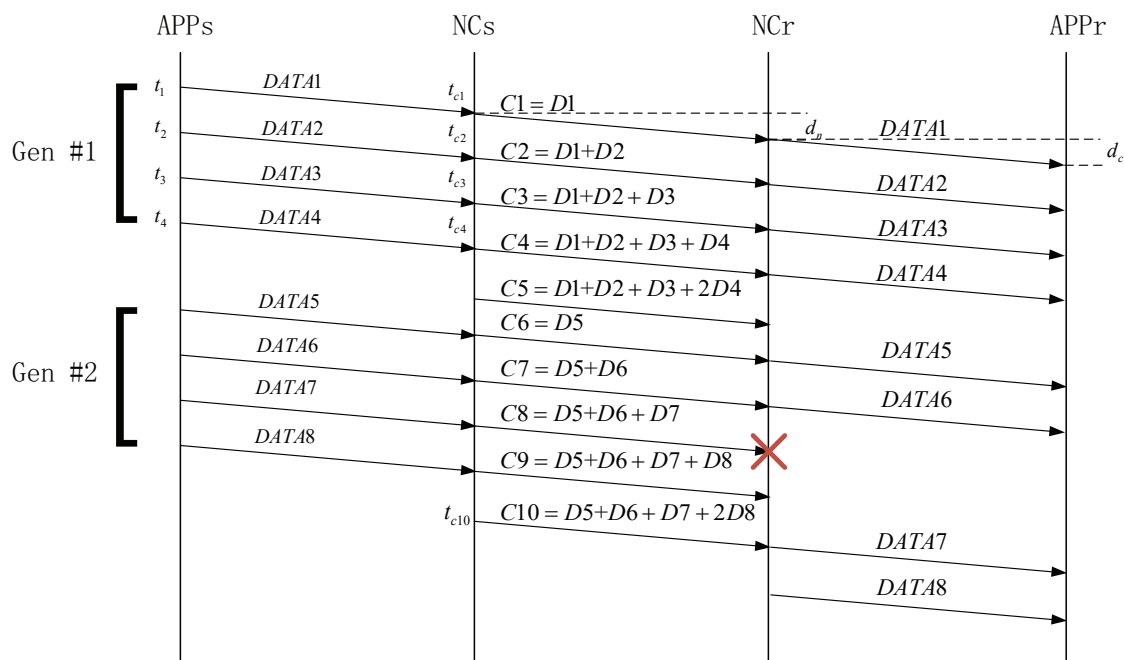 APPs NCs NCr APPr
t1 DATA1 tc1 C1 = D1
dn DATA1
t2 DATA2 tc2 C2 = D1+D2 dc
Gen #1
t3 DATA3 tc3 C3 = D1+D2 + D3 DATA2
t4 DATA4 tc4 C4 = D1+D2 + D3 + D4 DATA3
DATA4
C5 = D1+D2 + D3 + 2D4
DATA5 C6 = D5
DATA6 C7 = D5+D6 DATA5
Gen #2
DATA7 C8 = D5+D6 + D7 DATA6
DATA8 C9 = D5+D6 + D7 + D8
tc10 C10 = D5+D6 + D7 + 2D8
DATA7
DATA8